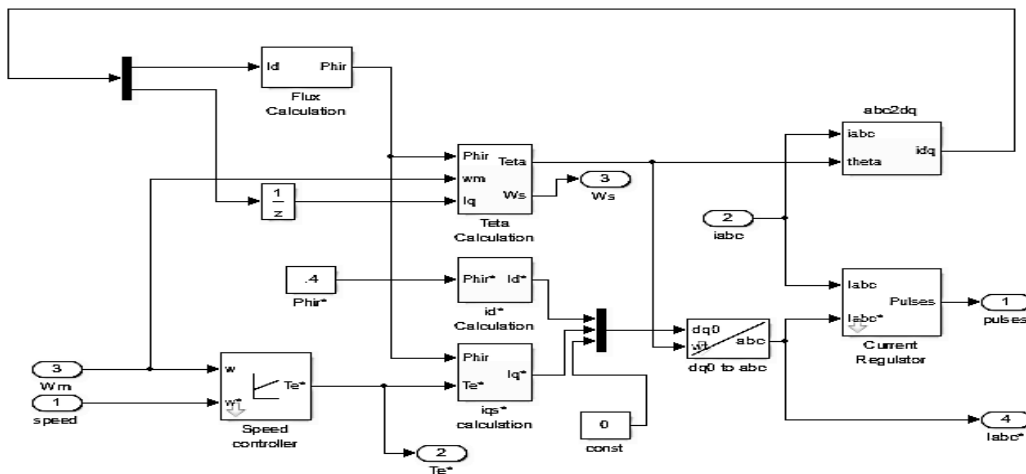 Id Phir
Flux
Calculation
abc2dq
iabc
idq
theta
Phir
Teta
wm
Ws
Iq
Teta
Calculation
3
Ws
1
z
2
iabc
.4
Phir*
Phir* Id*
id*
Calculation
Iabc
Pulses
Iabc*
Current
Regulator
1
pulses
dq0
abc
wt
dq0 to abc
Phir
Iq*
Te*
iqs*
calculation
3
Wm
1
speed
w
Te*
w*
Speed
controller
0
const
4
Iabc*
2
Te*